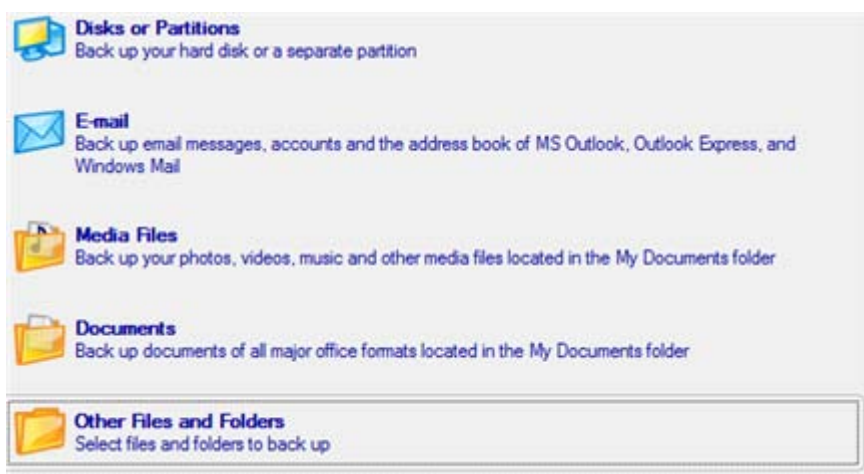 Disks or Partitions
Back up your hard disk or a separate partition
E-mail
Back up email messages, accounts and the address book of MS Outlook, Outlook Express, and
Windows Mail
Media Files
Back up your photos, videos, music and other media files located in the My Documents folder
Documents
Back up documents of all major office formats located in the My Documents folder
Other Files and Folders
Select files and folders to back up